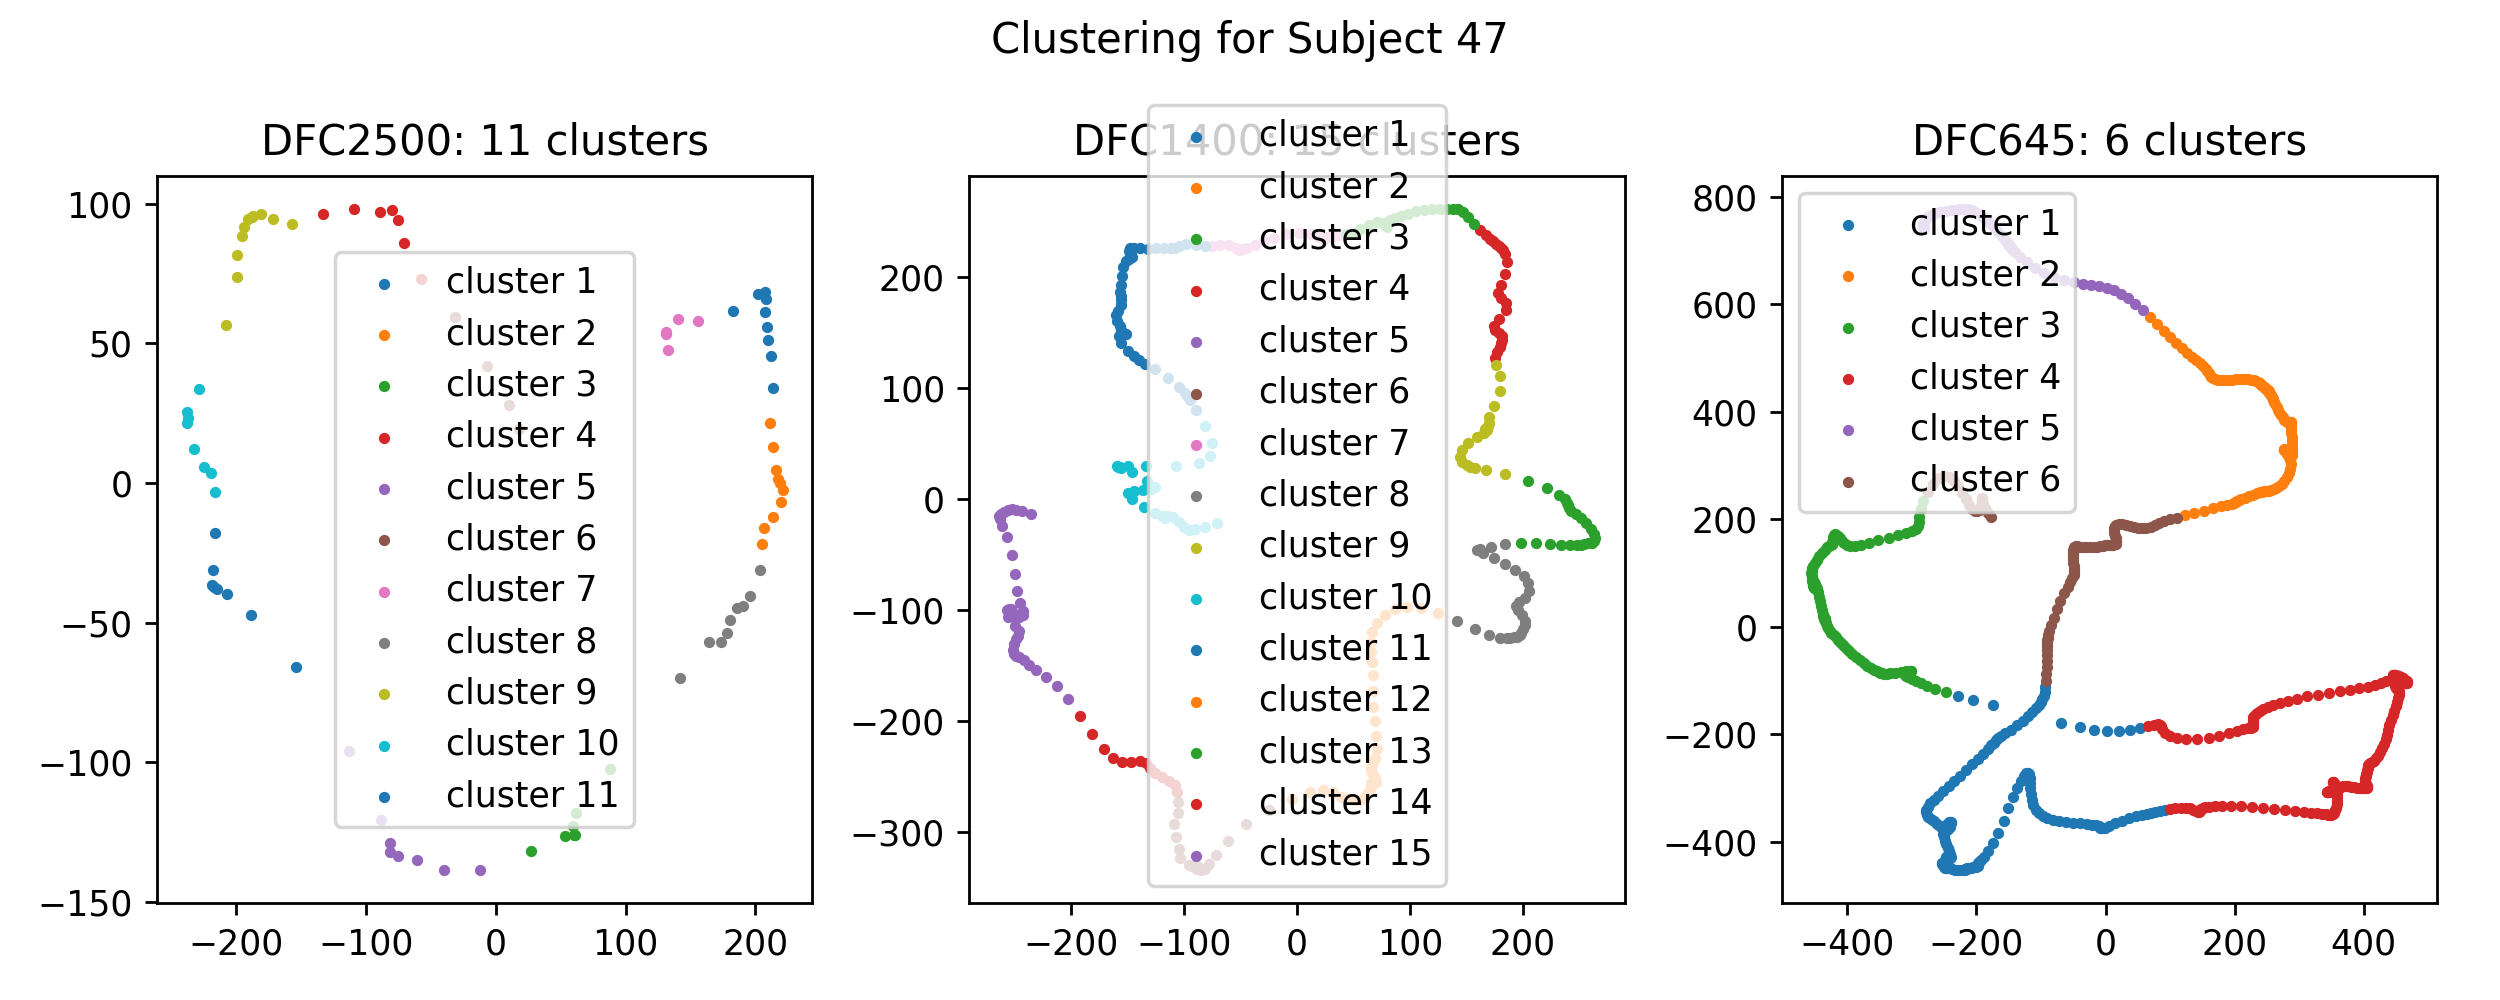 Clustering for Subject 47
DFC2500: 11 clusters
100
50
0
−50
−100
−150
−200
−100
0
100
200
cluster 1
cluster 2
cluster 3
cluster 4
cluster 5
cluster 6
cluster 7
cluster 8
cluster 9
cluster 10
cluster 11
DFC1400: 15 clusters
200
100
0
−100
−200
−300
−200
−100
0
100
200
cluster 1
cluster 2
cluster 3
cluster 4
cluster 5
cluster 6
cluster 7
cluster 8
cluster 9
cluster 10
cluster 11
cluster 12
cluster 13
cluster 14
cluster 15
DFC645: 6 clusters
800
600
400
200
0
−200
−400
−400
−200
0
200
400
cluster 1
cluster 2
cluster 3
cluster 4
cluster 5
cluster 6